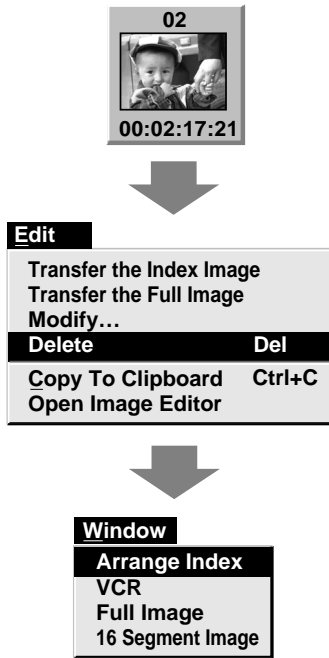 02
00:02:17:21
Edit
Transfer the Index Image
Transfer the Full Image
Modify…
Delete Del
Copy To Clipboard Ctrl+C
Open Image Editor
Window
Arrange Index
VCR
Full Image
16 Segment Image